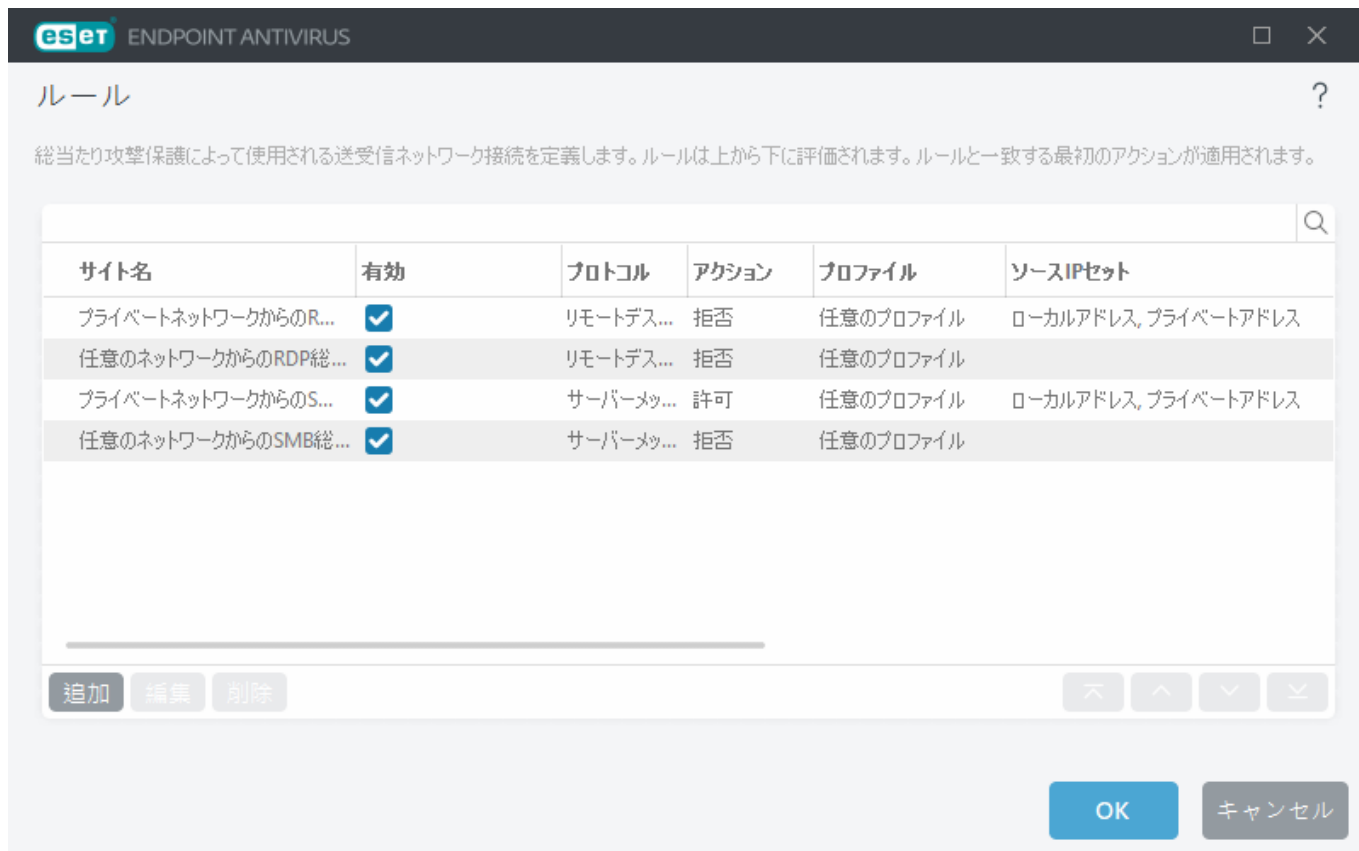 eset ENDPOINT ANTIVIRUS
ルール
?
総当たり攻撃保護によって使用される送受信ネットワーク接続を定義します。ルールは上から下に評価されます。ルールと一致する最初のアクションが適用されます。
サイト名 有効 プロトコル アクション プロファイル ソースIPセット
プライベートネットワークからのR... リモートデス... 拒否 任意のプロファイル ローカルアドレス, プライベートアドレス
任意のネットワークからのRDP総... リモートデス... 拒否 任意のプロファイル
プライベートネットワークからのS... サーバーメッ... 許可 任意のプロファイル ローカルアドレス, プライベートアドレス
任意のネットワークからのSMB総... サーバーメッ... 拒否 任意のプロファイル
追加 編集 削除
OK キャンセル